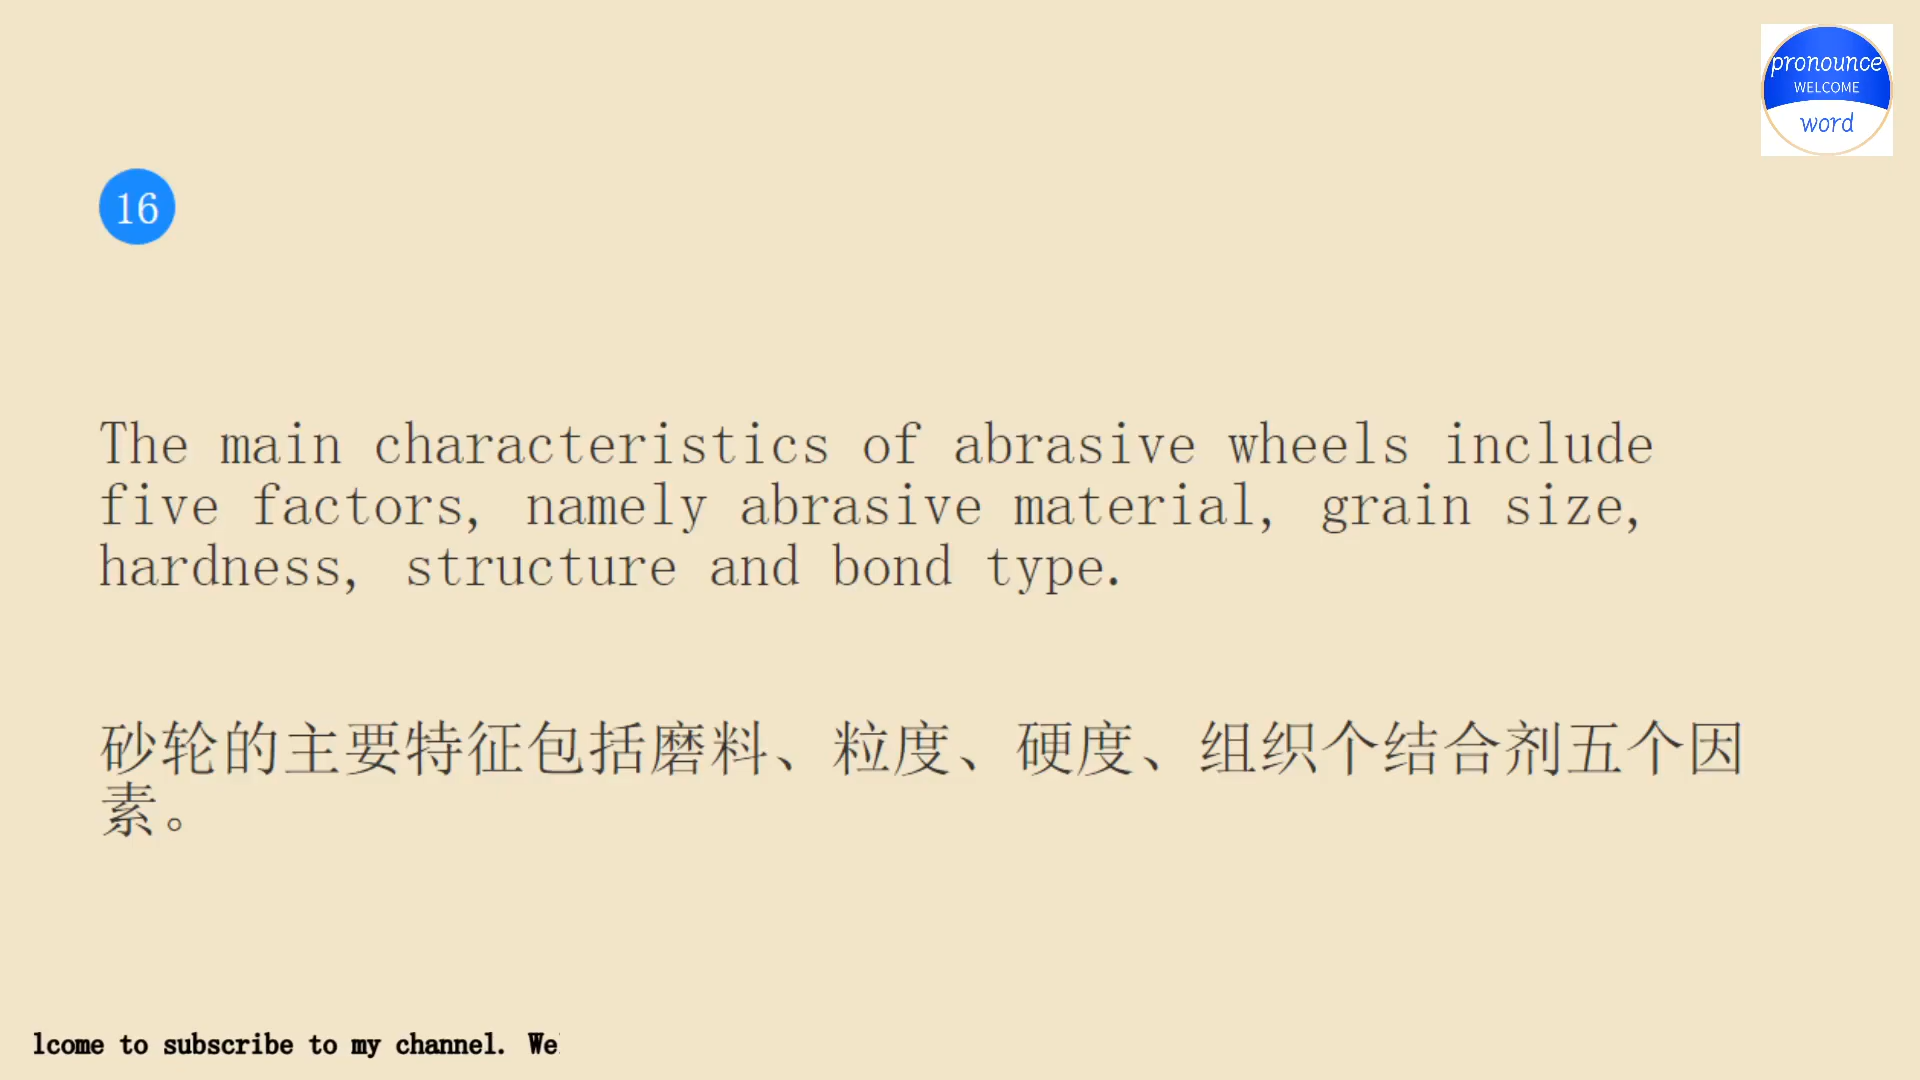 pronounce
WELCOME
word
16
The main characteristics of abrasive wheels include
five factors, namely abrasive material, grain size,
hardness, structure and bond type.
砂轮的主要特征包括磨料、粒度、硬度、组织个结合剂五个因
素。
lcome to subscribe to my channel. We